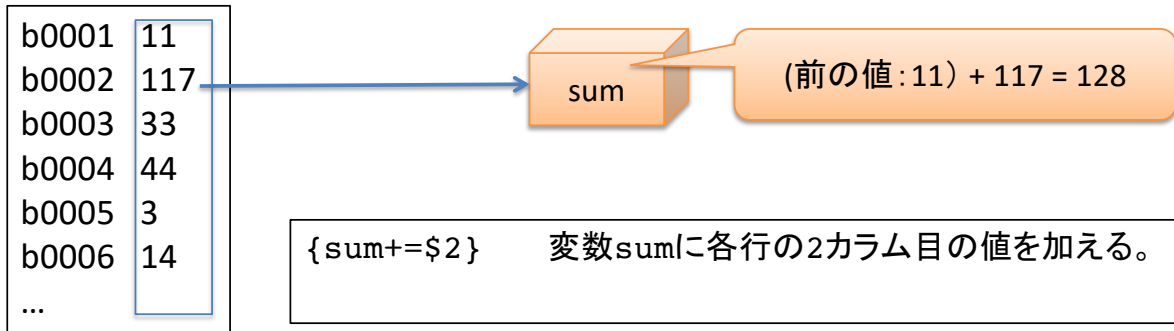 b0001 11
b0002 117
b0003 33
b0004 44
b0005 3
b0006 14
…
sum
(前の値：11） + 117 = 128
{sum+=$2} 変数sumに各行の2カラム目の値を加える。